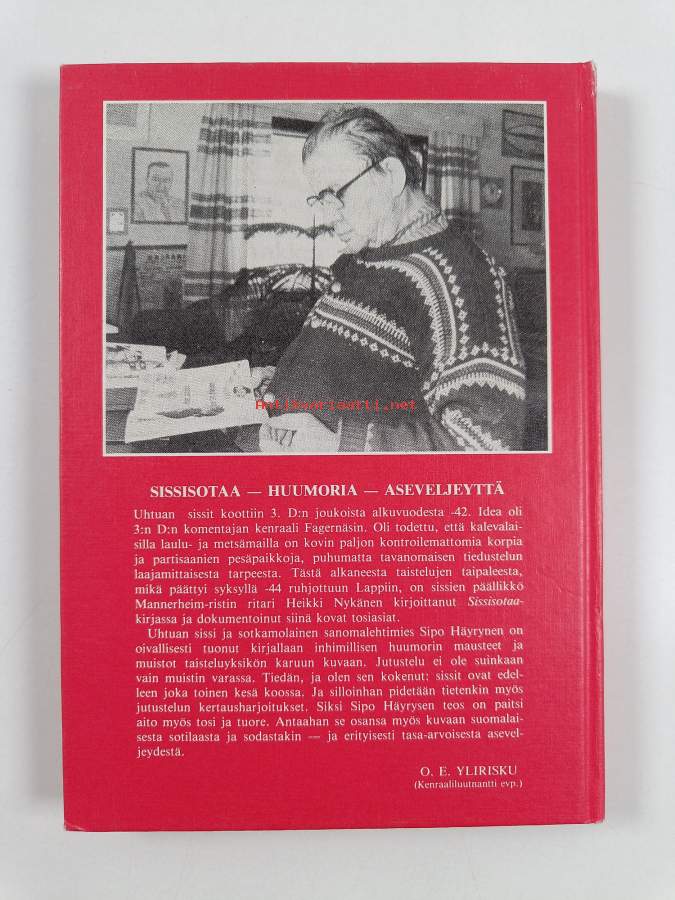 Antikvariaatti.net
SISSISOTAA — HUUMORIA — ASEVELJEYTTÄ
Uhtuan sissit koottiin 3. D:n joukoista alkuvuodesta -42. Idea oli
3:n D:n komentajan kenraali Fagernäsin. Oli todettu, että kalevalai-
silla laulu- ja metsämailla on kovin paljon kontroilemattomia korpia
ja partisaanien pesäpaikkoja, puhumatta tavanomaisen tiedustelun
laajamittaisesta tarpeesta. Tästä alkaneesta taistelujen taipaleesta,
mikä päättyi syksyllä -44 ruhjottuun Lappiin, on sissien päällikkö
Mannerheim-ristin ritari Heikki Nykänen kirjoittanut Sissisotaa-
kirjassa ja dokumentoinut siinä kovat tosiasiat.
Uhtuan sissi ja sotkamolainen sanomalehtimies Sipo Häyrynen on
oivallisesti tuonut kirjallaan inhimillisen huumorin mausteet ja
muistot taisteluyksikön karuun kuvaan. Jutustelu ei ole suinkaan
vain muistin varassa. Tiedän, ja olen sen kokenut: sissit ovat edel-
leen joka toinen kesä koossa. Ja silloinhan pidetään tietenkin myös
jutustelun kertausharjoitukset. Siksi Sipo Häyrysen teos on paitsi
aito myös tosi ja tuore. Antaahan se osansa myös kuvaan suomalai-
sesta sotilaasta ja sodastakin — ja erityisesti tasa-arvoisesta asevel-
jeydestä.
O. E. YLIRISKU
(Kenraaliluutnantti evp.)